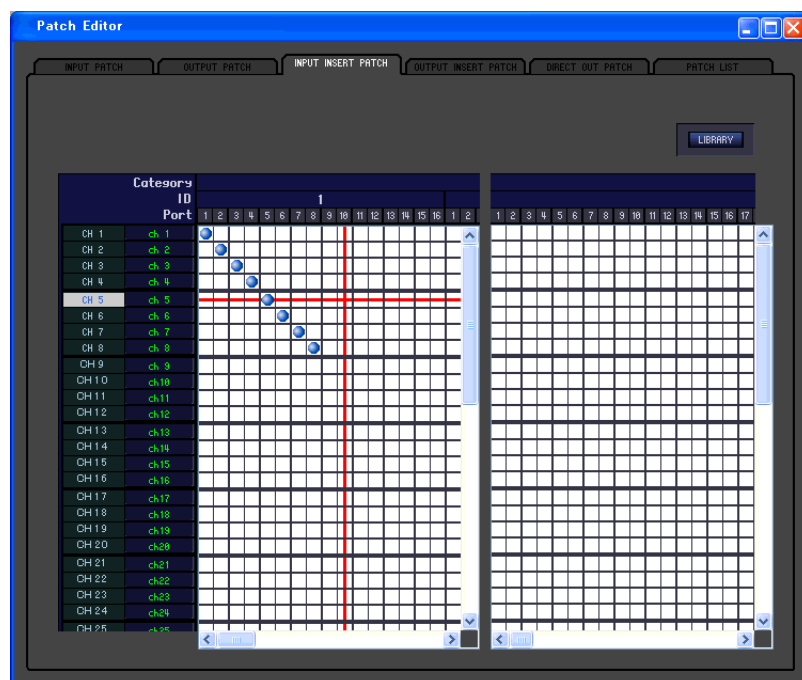 Patch Editor
INPUT PATCH OUTPUT PATCH INPUT INSERT PATCH OUTPUT INSERT PATCH DIRECT OUT PATCH PATCH LIST
LIBRARY
Category
ID 1
Port 1 2 3 4 5 6 7 8 9 10 11 12 13 14 15 16 1 2 1 2 3 4 5 6 7 8 9 10 11 12 13 14 15 16 17
CH 1 ch 1
CH 2 ch 2
CH 3 ch 3
CH 4 ch 4
CH 5 ch 5
CH 6 ch 6
CH 7 ch 7
CH 8 ch 8
CH 9 ch 9
CH 10 ch10
CH 11 ch11
CH 12 ch12
CH 13 ch13
CH 14 ch14
CH 15 ch15
CH 16 ch16
CH 17 ch17
CH 18 ch18
CH 19 ch19
CH 20 ch20
CH 21 ch21
CH 22 ch22
CH 23 ch23
CH 24 ch24
CH 25 ch25